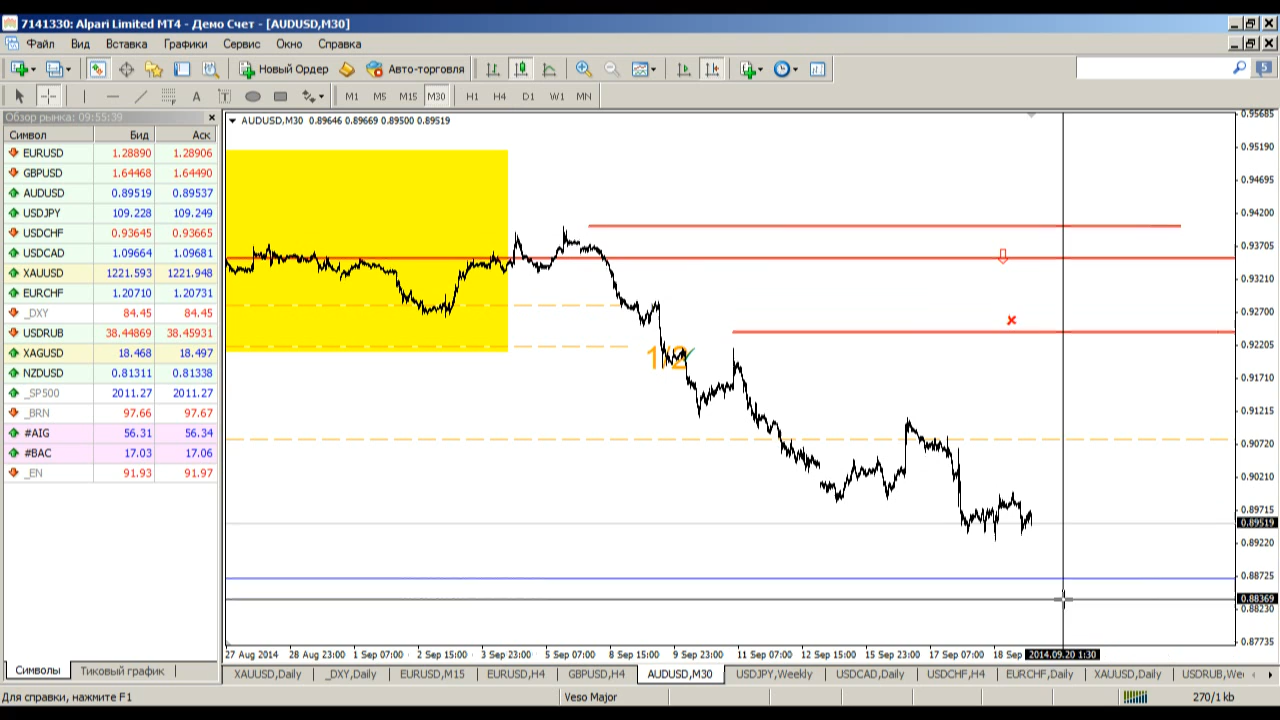 7141330: Alpari Limited MT4 - Демо Счет - [AUDUSD,M30]
Файл Вид Вставка Графики Сервис Окно Справка
Новый Ордер Авто-торговля 5
A T M1 M5 M15 M30 H1 H4 D1 W1 MN
Обзор рынка: 09:55:39
Символ Бид Аск
EURUSD 1.28890 1.28906
GBPUSD 1.64468 1.64490
AUDUSD 0.89519 0.89537
USDJPY 109.228 109.249
USDCHF 0.93645 0.93665
USDCAD 1.09664 1.09681
XAUUSD 1221.593 1221.948
EURCHF 1.20710 1.20731
_DXY 84.45 84.45
USDRUB 38.44869 38.45931
XAGUSD 18.468 18.497
NZDUSD 0.81311 0.81338
_SP500 2011.27 2011.27
_BRN 97.66 97.67
#AIG 56.31 56.34
#BAC 17.03 17.06
_EN 91.93 91.97
Символы Тиковый график
AUDUSD,M30 0.89646 0.89669 0.89500 0.89519
1/2
0.95685
0.95190
0.94695
0.94200
0.93705
0.93210
0.92700
0.92205
0.91710
0.91215
0.90720
0.90210
0.89715
0.89519
0.89220
0.88725
0.88369
0.88230
0.87735
27 Aug 2014 28 Aug 23:00 1 Sep 07:00 2 Sep 15:00 3 Sep 23:00 5 Sep 07:00 8 Sep 15:00 9 Sep 23:00 11 Sep 07:00 12 Sep 15:00 15 Sep 23:00 17 Sep 07:00 18 Sep 2014.09.20 1:30
XAUUSD,Daily _DXY,Daily EURUSD,M15 EURUSD,H4 GBPUSD,H4 AUDUSD,M30 USDJPY,Weekly USDCAD,Daily USDCHF,H4 EURCHF,Daily XAUUSD,Daily USDRUB,We
Для справки, нажмите F1 Veso Major 270/1 kb